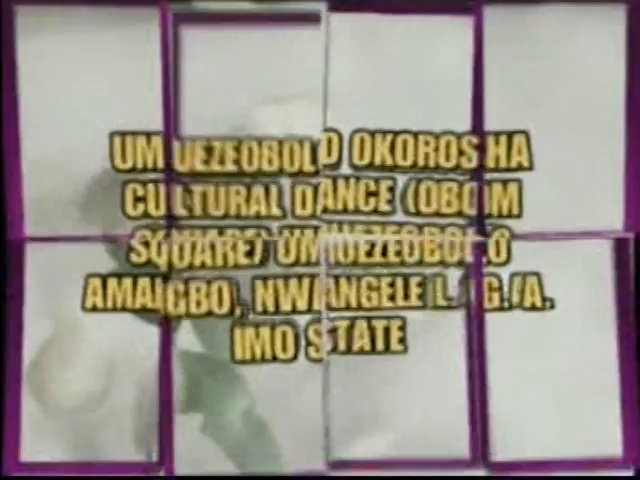 UMUEZEOBOLO OKOROSHA
CULTURAL DANCE (OBOM
SQUARE) UMUEZEOBOLO
AMAIGBO, NWANGELE L.G./A.
IMO STATE